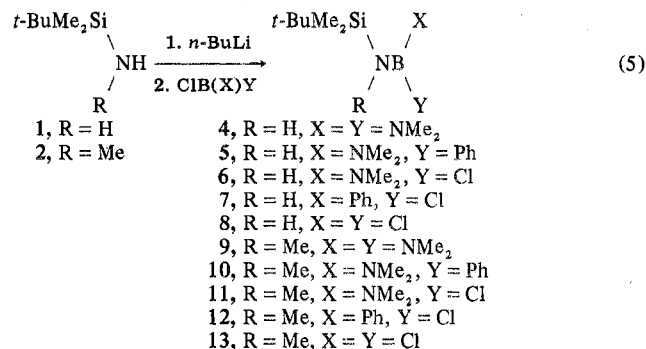 t-BuMe2Si
NH
R
1. n-BuLi
2. ClB(X)Y
t-BuMe2Si X
NB
R Y
(5)
1, R = H
2, R = Me
4, R = H, X = Y = NMe2
5, R = H, X = NMe2, Y = Ph
6, R = H, X = NMe2, Y = Cl
7, R = H, X = Ph, Y = Cl
8, R = H, X = Y = Cl
9, R = Me, X = Y = NMe2
10, R = Me, X = NMe2, Y = Ph
11, R = Me, X = NMe2, Y = Cl
12, R = Me, X = Ph, Y = Cl
13, R = Me, X = Y = Cl